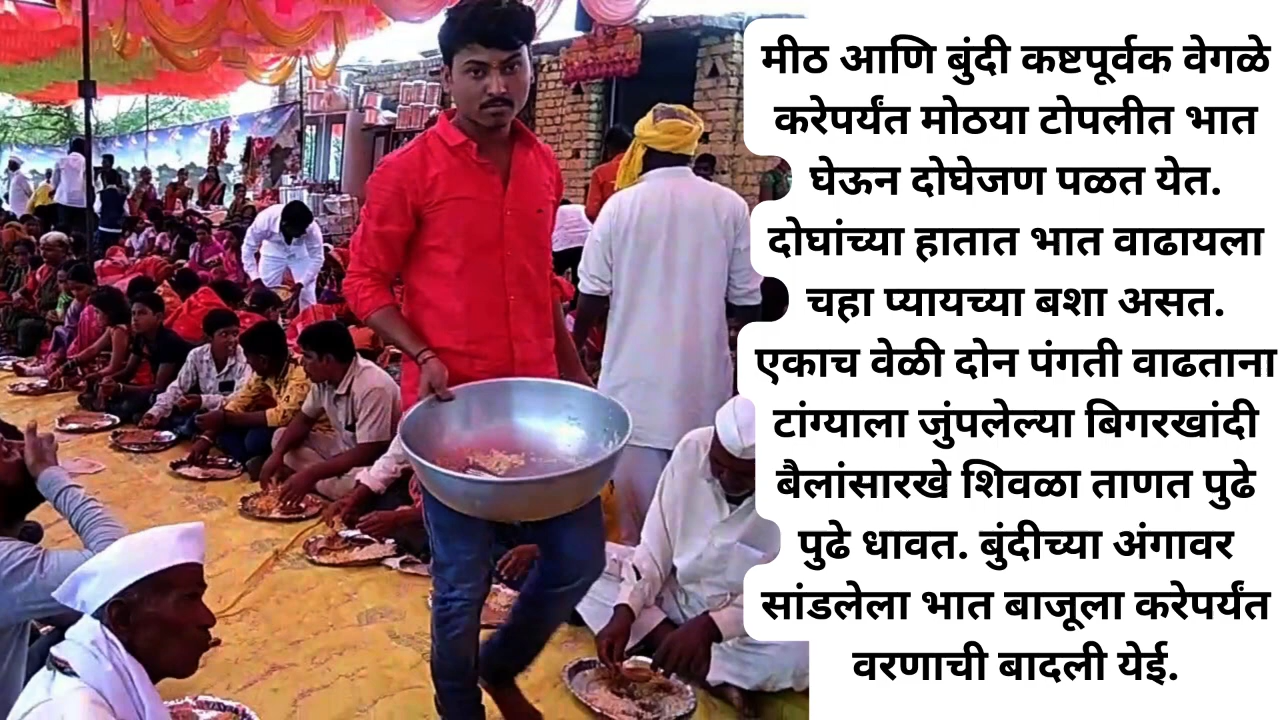 मीठ आणि बुंदी कष्टपूर्वक वेगळे
करेपर्यंत मोठया टोपलीत भात
घेऊन दोघेजण पळत येत.
दोघांच्या हातात भात वाढायला
चहा प्यायच्या बशा असत.
एकाच वेळी दोन पंगती वाढताना
टांग्याला जुंपलेल्या बिगरखांदी
बैलांसारखे शिवळा ताणत पुढे
पुढे धावत. बुंदीच्या अंगावर
सांडलेला भात बाजूला करेपर्यंत
वरणाची बादली येई.